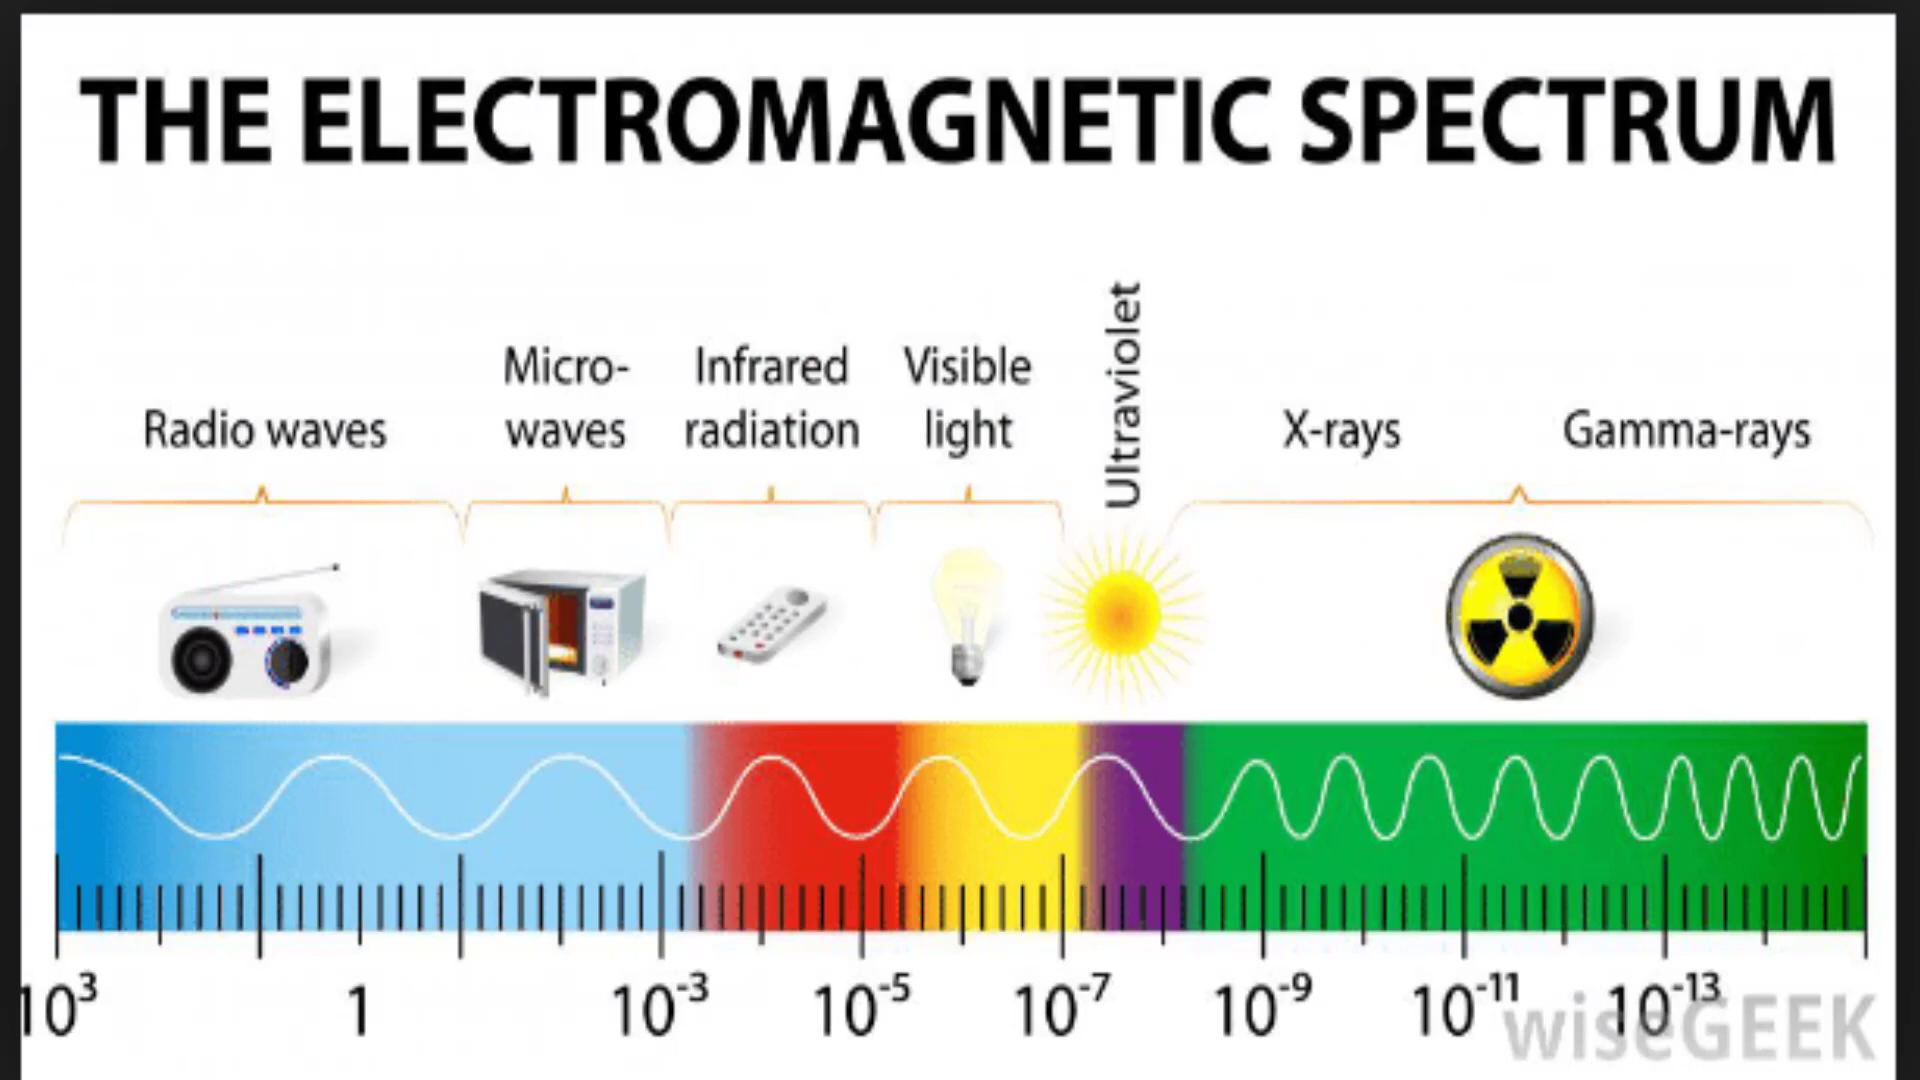 THE ELECTROMAGNETIC SPECTRUM
Radio waves
Micro-
waves
Infrared
radiation
Visible
light
Ultraviolet
X-rays
Gamma-rays
10³ 1 10⁻³ 10⁻⁵ 10⁻⁷ 10⁻⁹ 10⁻¹¹ 10⁻¹³
wiseGEEK